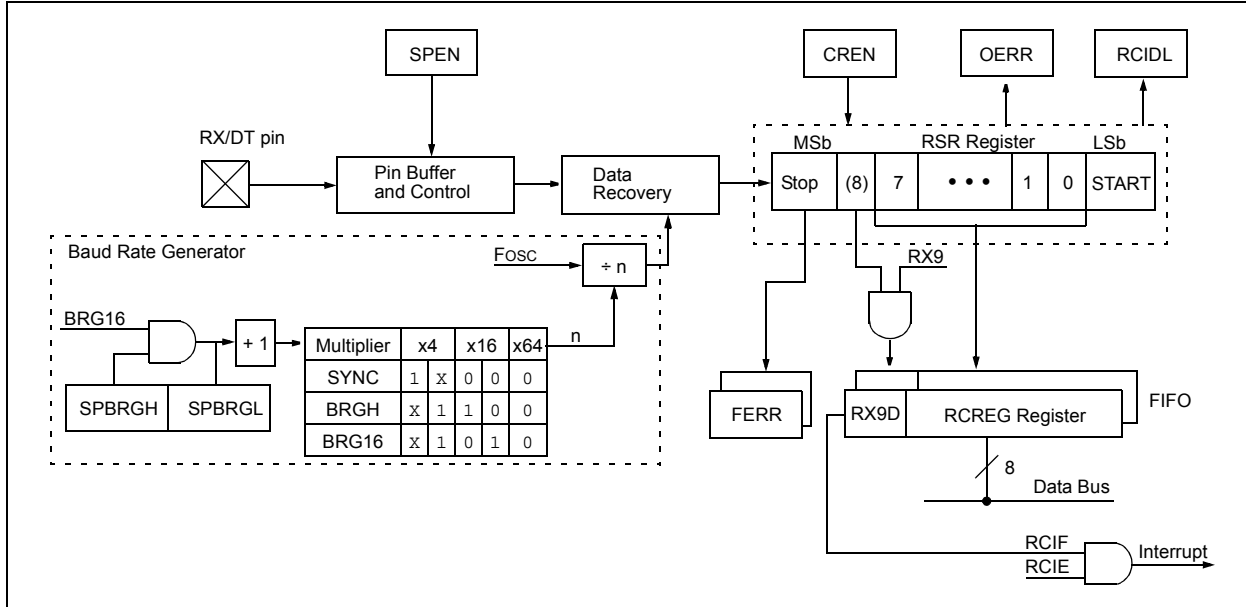 SPEN
CREN
OERR
RCIDL
RX/DT pin
MSb RSR Register LSb
Pin Buffer
and Control
Data
Recovery
Stop (8) 7 • • • 1 0 START
Baud Rate Generator
FOSC
÷ n
RX9
BRG16
+ 1
n
Multiplier x4 x16 x64
SYNC 1 X 0 0 0
BRGH X 1 1 0 0
BRG16 X 1 0 1 0
SPBRGH SPBRGL
FERR
RX9D RCREG Register
FIFO
8
Data Bus
RCIF
RCIE
Interrupt